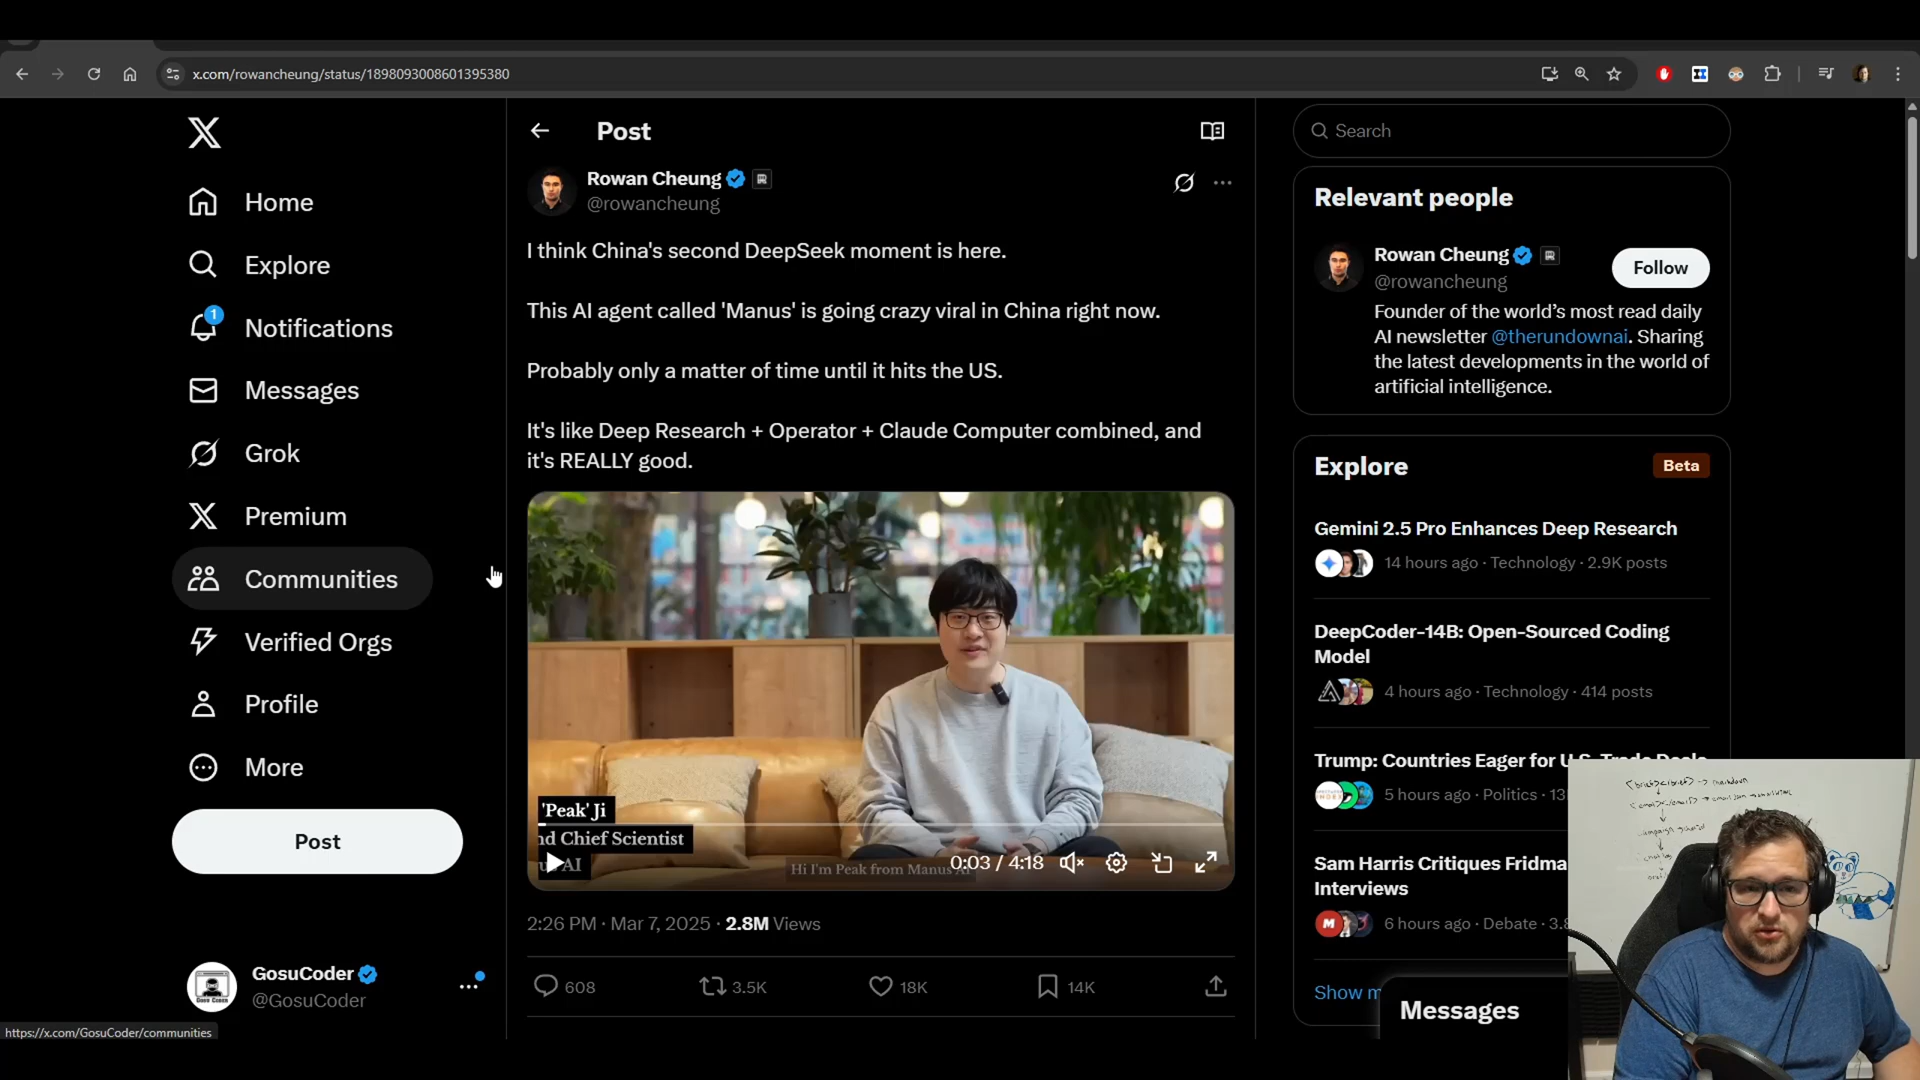 x.com/rowancheung/status/1898093008601395380
Home
Explore
1
Notifications
Messages
Grok
Premium
Communities
Verified Orgs
Profile
More
Post
GosuCoder
@GosuCoder
https://x.com/GosuCoder/communities
Post
Rowan Cheung
@rowancheung
I think China's second DeepSeek moment is here.
This AI agent called 'Manus' is going crazy viral in China right now.
Probably only a matter of time until it hits the US.
It's like Deep Research + Operator + Claude Computer combined, and
it's REALLY good.
'Peak' Ji
nd Chief Scientist
AI
Hi I'm Peak from Manus
0:03 / 4:18
2:26 PM · Mar 7, 2025 · 2.8M Views
608
3.5K
18K
14K
Search
Relevant people
Rowan Cheung
@rowancheung
Follow
Founder of the world’s most read daily
AI newsletter @therundownai. Sharing
the latest developments in the world of
artificial intelligence.
Explore
Beta
Gemini 2.5 Pro Enhances Deep Research
14 hours ago · Technology · 2.9K posts
DeepCoder-14B: Open-Sourced Coding
Model
4 hours ago · Technology · 414 posts
Trump: Countries Eager for U.S. Trade Deals
5 hours ago · Politics · 13
Sam Harris Critiques Fridma
Interviews
6 hours ago · Debate · 3.8
Show m
Messages